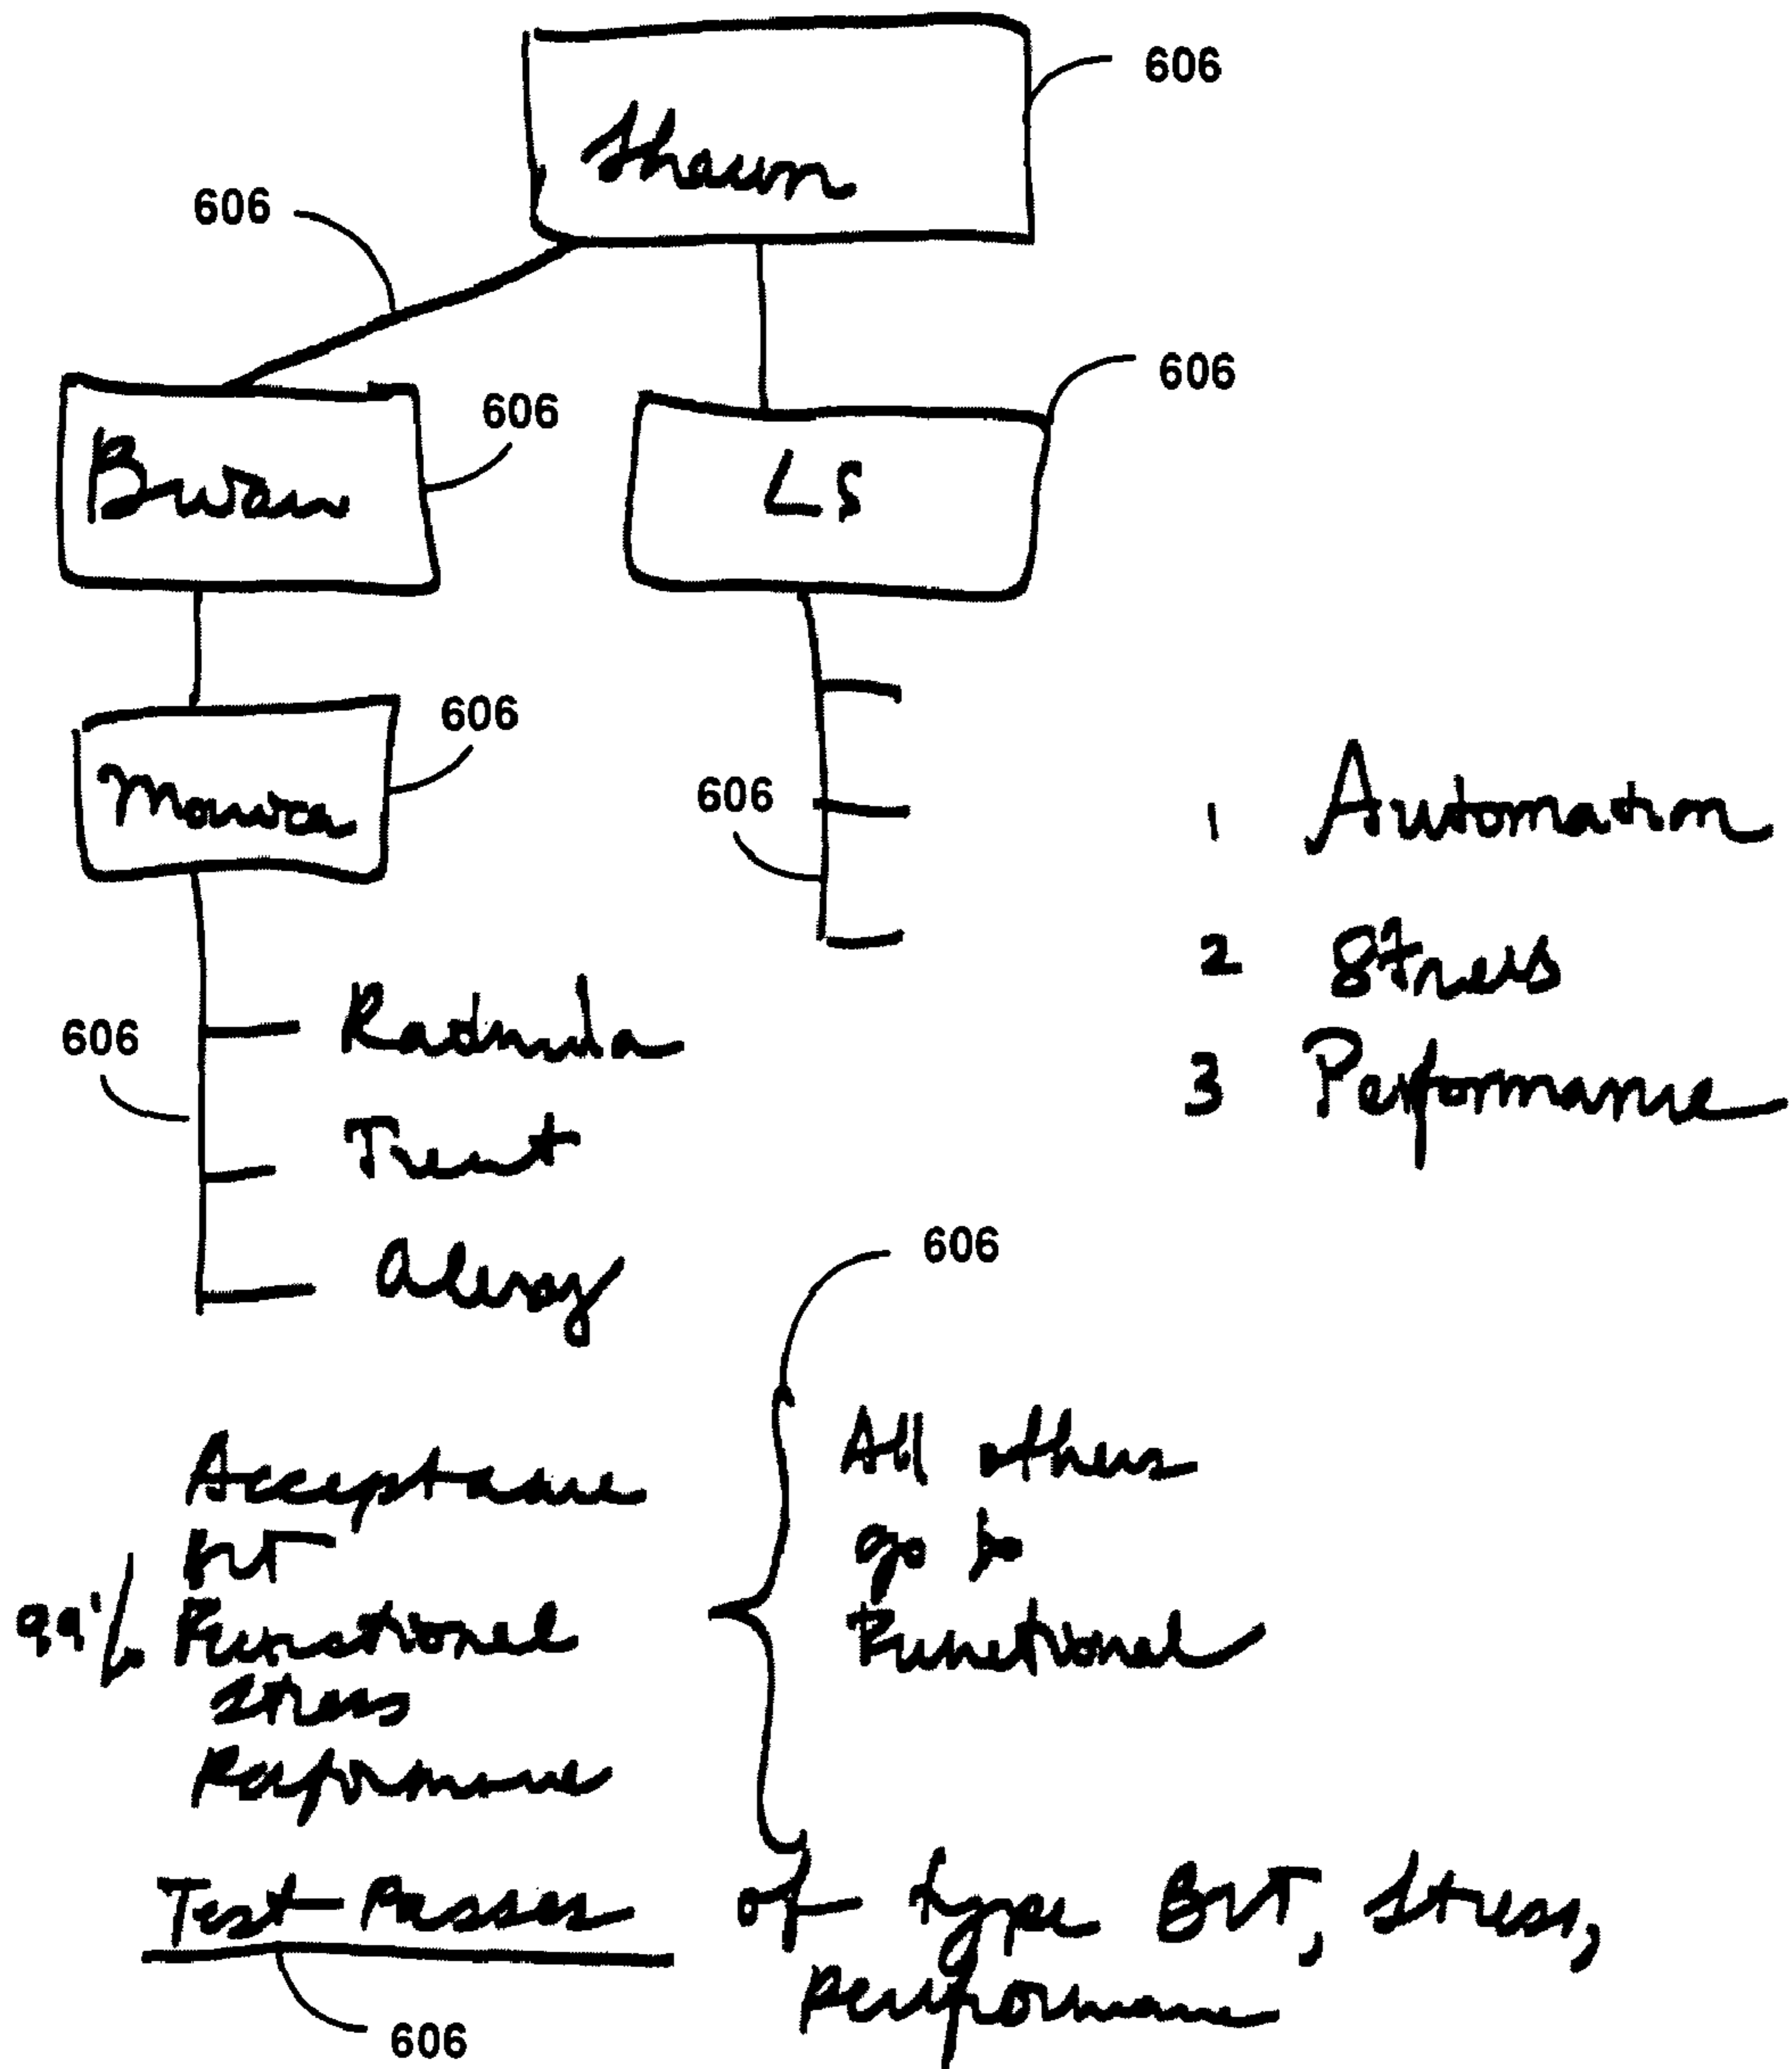 606
Shaun
606
606
606
Bwan
LS
606
606
1 Automation
2 Stress
3 Performance
606
Radmila
Trent
Alexey
606
Acceptance
BVT
99% Functional
Stress
Performance
All others
go to
Functional
Test Passes of type BVT, Stress,
performance
606